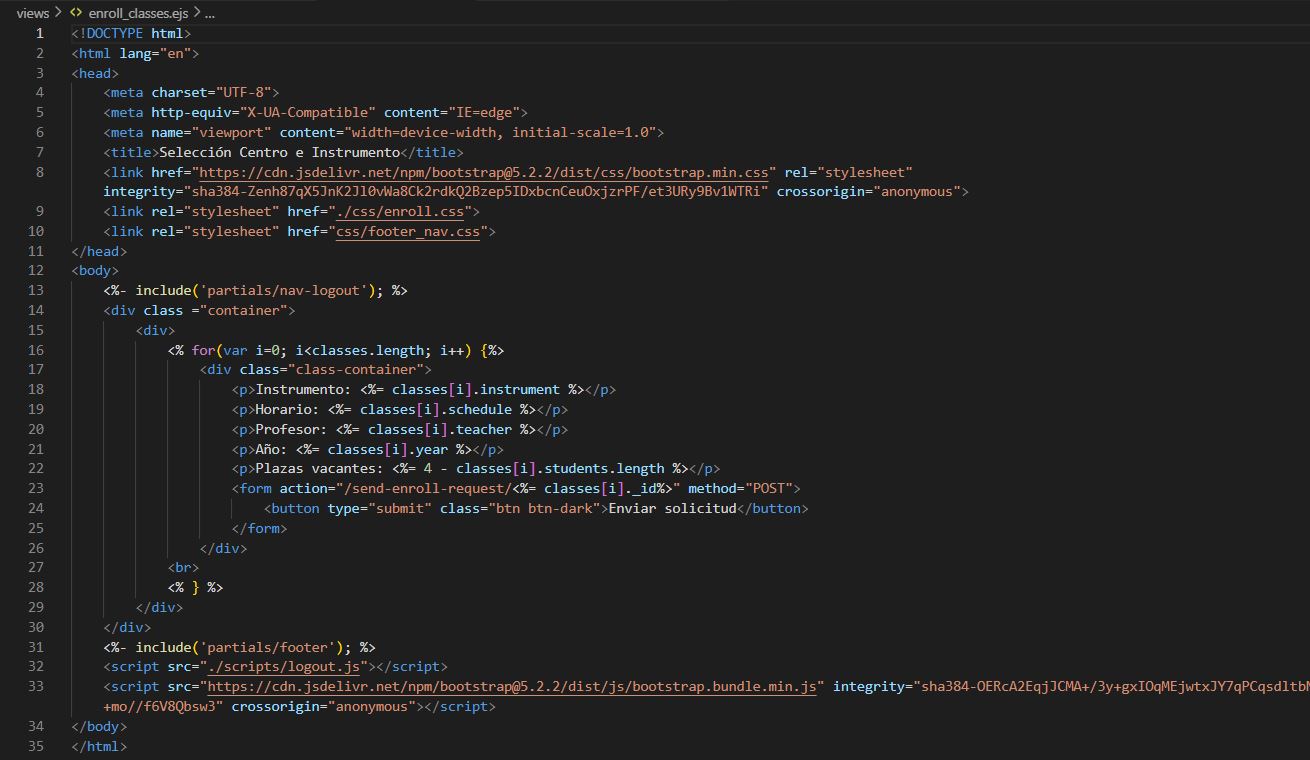 views > <> enroll_classes.ejs > ...
1 <!DOCTYPE html>
2 <html lang="en">
3 <head>
4 <meta charset="UTF-8">
5 <meta http-equiv="X-UA-Compatible" content="IE=edge">
6 <meta name="viewport" content="width=device-width, initial-scale=1.0">
7 <title>Selección Centro e Instrumento</title>
8 <link href="https://cdn.jsdelivr.net/npm/bootstrap@5.2.2/dist/css/bootstrap.min.css" rel="stylesheet"
integrity="sha384-Zenh87qX5JnK2Jl0vWa8Ck2rdkQ2Bzep5IDxbcnCeuOxjzrPF/et3URy9Bv1WTRi" crossorigin="anonymous">
9 <link rel="stylesheet" href="./css/enroll.css">
10 <link rel="stylesheet" href="css/footer_nav.css">
11 </head>
12 <body>
13 <%- include('partials/nav-logout'); %>
14 <div class ="container">
15 <div>
16 <% for(var i=0; i<classes.length; i++) {%>
17 <div class="class-container">
18 <p>Instrumento: <%= classes[i].instrument %></p>
19 <p>Horario: <%= classes[i].schedule %></p>
20 <p>Profesor: <%= classes[i].teacher %></p>
21 <p>Año: <%= classes[i].year %></p>
22 <p>Plazas vacantes: <%= 4 - classes[i].students.length %></p>
23 <form action="/send-enroll-request/<%= classes[i]._id%>" method="POST">
24 <button type="submit" class="btn btn-dark">Enviar solicitud</button>
25 </form>
26 </div>
27 <br>
28 <% } %>
29 </div>
30 </div>
31 <%- include('partials/footer'); %>
32 <script src="./scripts/logout.js"></script>
33 <script src="https://cdn.jsdelivr.net/npm/bootstrap@5.2.2/dist/js/bootstrap.bundle.min.js" integrity="sha384-OERcA2EqjJCMA+/3y+gxIOqMEjwtxJY7qPCqsdltbN
+mo//f6V8Qbsw3" crossorigin="anonymous"></script>
34 </body>
35 </html>